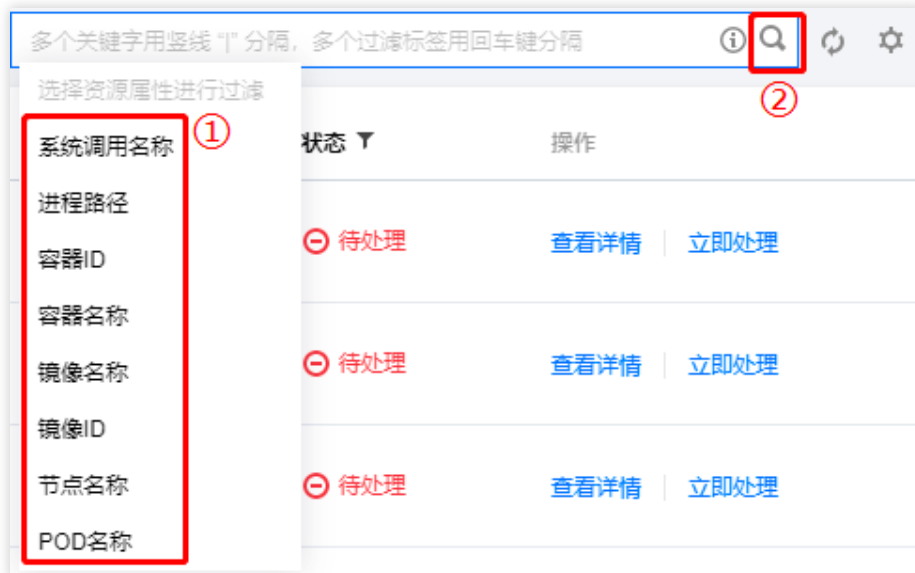 多个关键字用竖线 "|" 分隔，多个过滤标签用回车键分隔
②
选择资源属性进行过滤
①
系统调用名称
状态
操作
进程路径
待处理
查看详情
立即处理
容器ID
容器名称
待处理
查看详情
立即处理
镜像名称
镜像ID
待处理
查看详情
立即处理
节点名称
POD名称